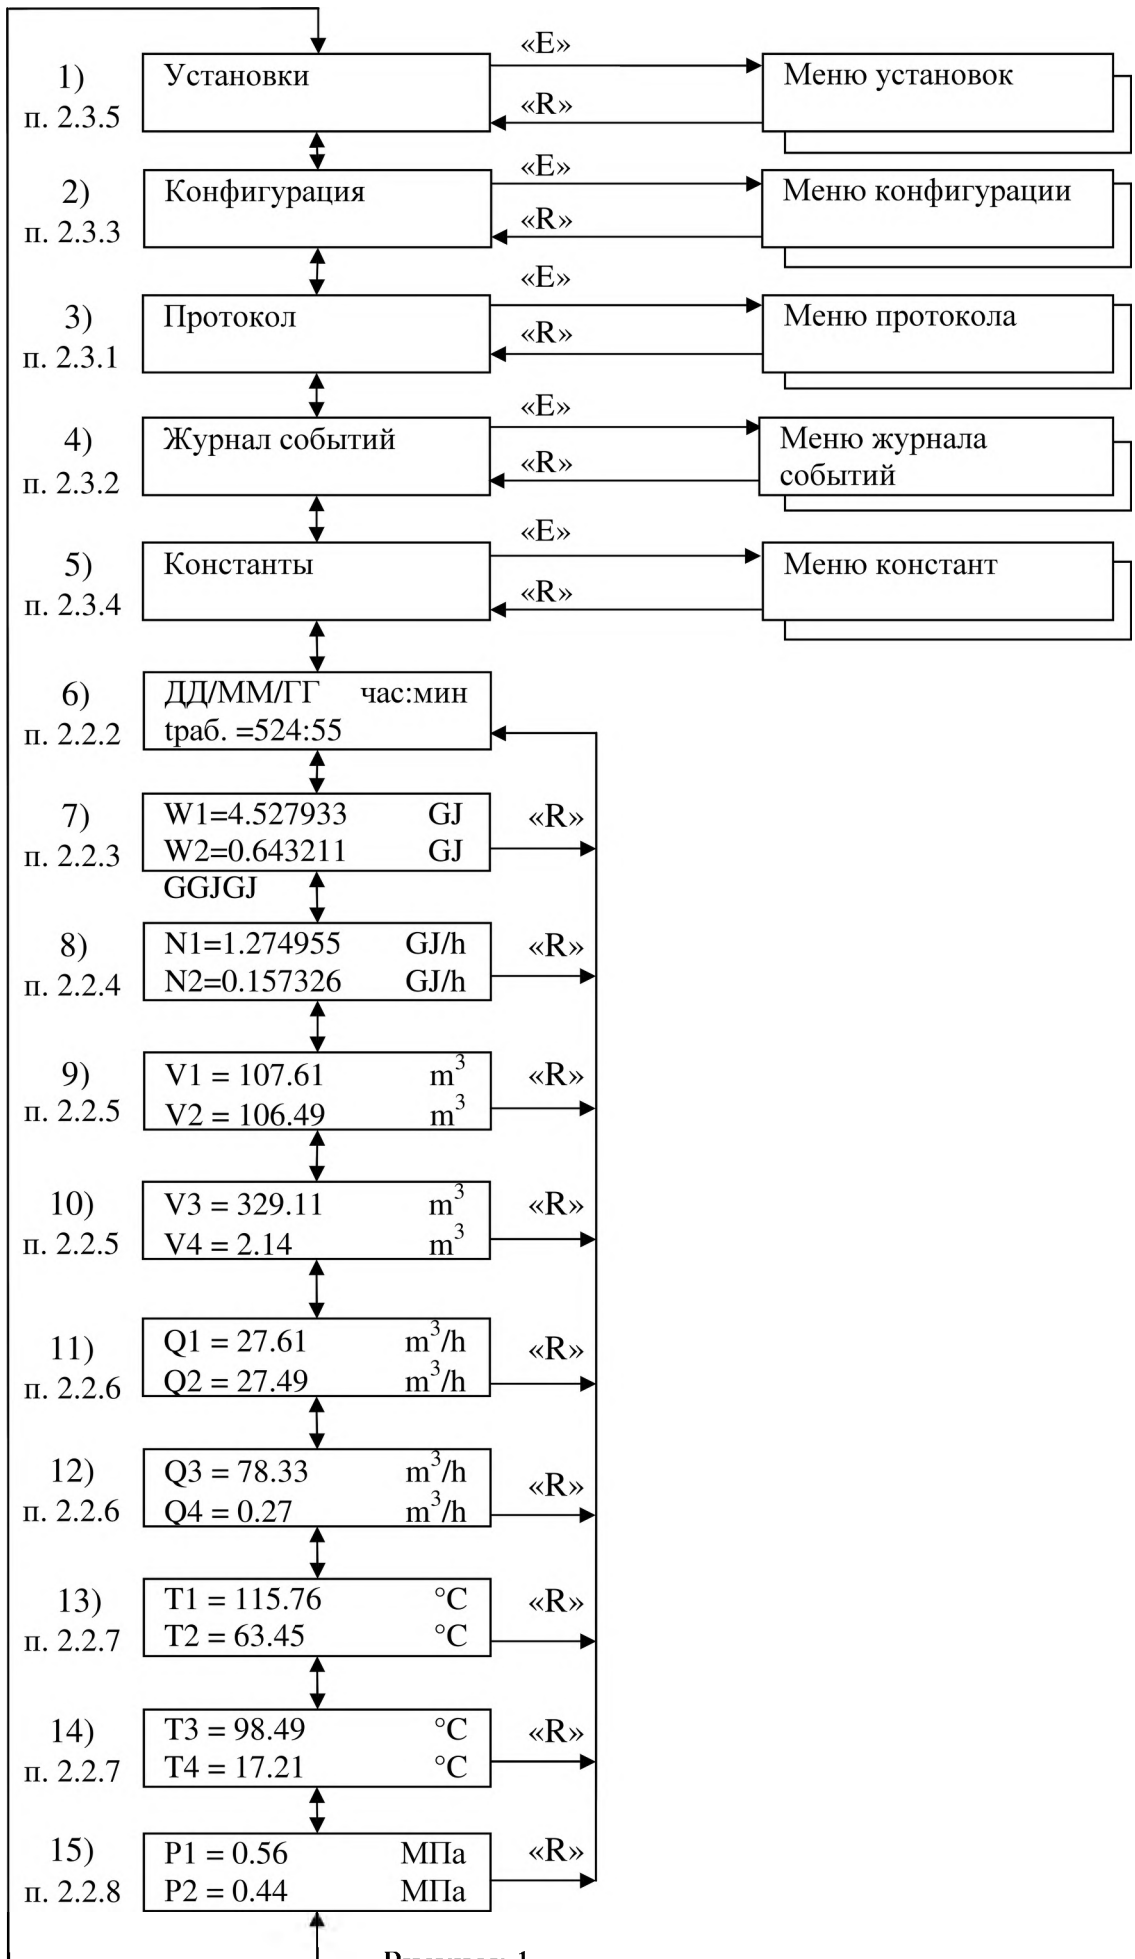 «E»
1) Установки Меню установок
п. 2.3.5 «R»
«E»
2) Конфигурация Меню конфигурации
п. 2.3.3 «R»
«E»
3) Протокол Меню протокола
п. 2.3.1 «R»
«E»
4) Журнал событий Меню журнала
событий
п. 2.3.2 «R»
«E»
5) Константы Меню констант
п. 2.3.4 «R»
6) ДД/ММ/ГГ час:мин
п. 2.2.2 tраб. =524:55
7) W1=4.527933 GJ «R»
п. 2.2.3 W2=0.643211 GJ
GGJGJ
8) N1=1.274955 GJ/h «R»
п. 2.2.4 N2=0.157326 GJ/h
9) V1 = 107.61 m³ «R»
п. 2.2.5 V2 = 106.49 m³
10) V3 = 329.11 m³ «R»
п. 2.2.5 V4 = 2.14 m³
11) Q1 = 27.61 m³/h «R»
п. 2.2.6 Q2 = 27.49 m³/h
12) Q3 = 78.33 m³/h «R»
п. 2.2.6 Q4 = 0.27 m³/h
13) T1 = 115.76 °C «R»
п. 2.2.7 T2 = 63.45 °C
14) T3 = 98.49 °C «R»
п. 2.2.7 T4 = 17.21 °C
15) P1 = 0.56 МПа «R»
п. 2.2.8 P2 = 0.44 МПа